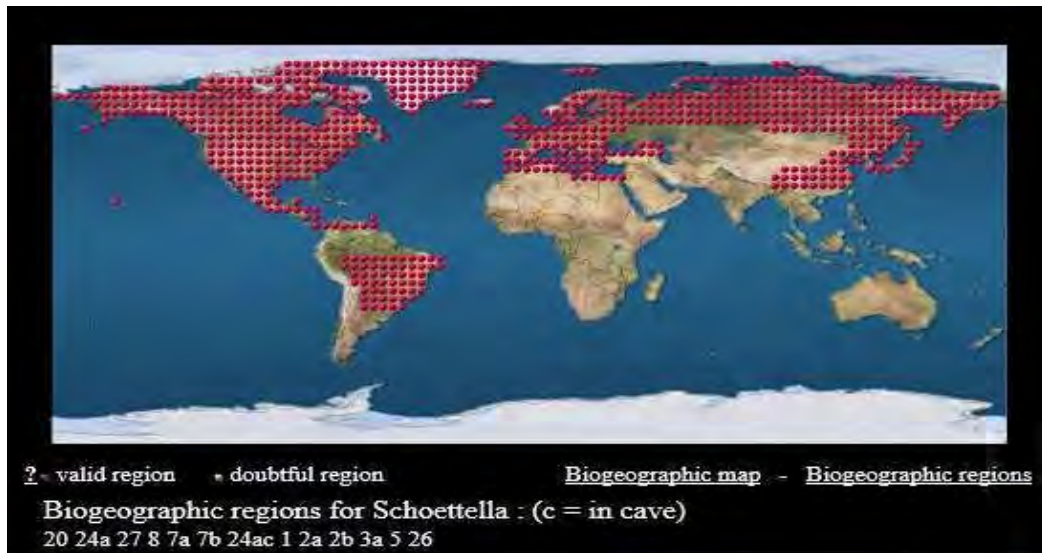 ? - valid region - doubtful region Biogeographic map - Biogeographic regions
Biogeographic regions for Schoettella : (c = in cave)
20 24a 27 8 7a 7b 24ac 1 2a 2b 3a 5 26